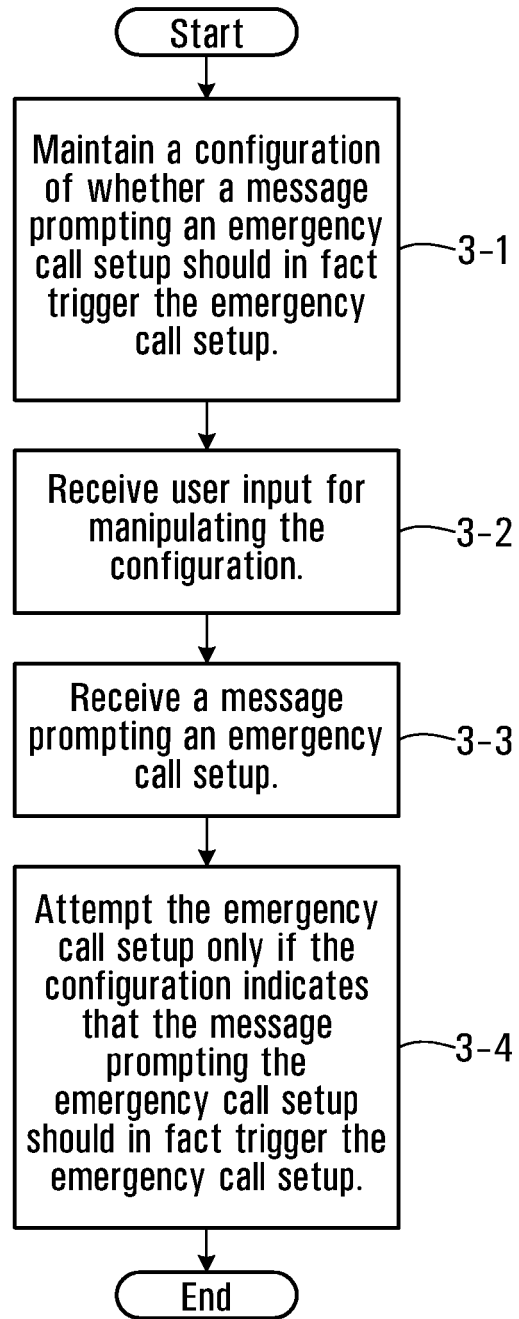 Start
Maintain a configuration
of whether a message
prompting an emergency
call setup should in fact
trigger the emergency
call setup.
3-1
Receive user input for
manipulating the
configuration.
3-2
Receive a message
prompting an emergency
call setup.
3-3
Attempt the emergency
call setup only if the
configuration indicates
that the message
prompting the
emergency call setup
should in fact trigger the
emergency call setup.
3-4
End